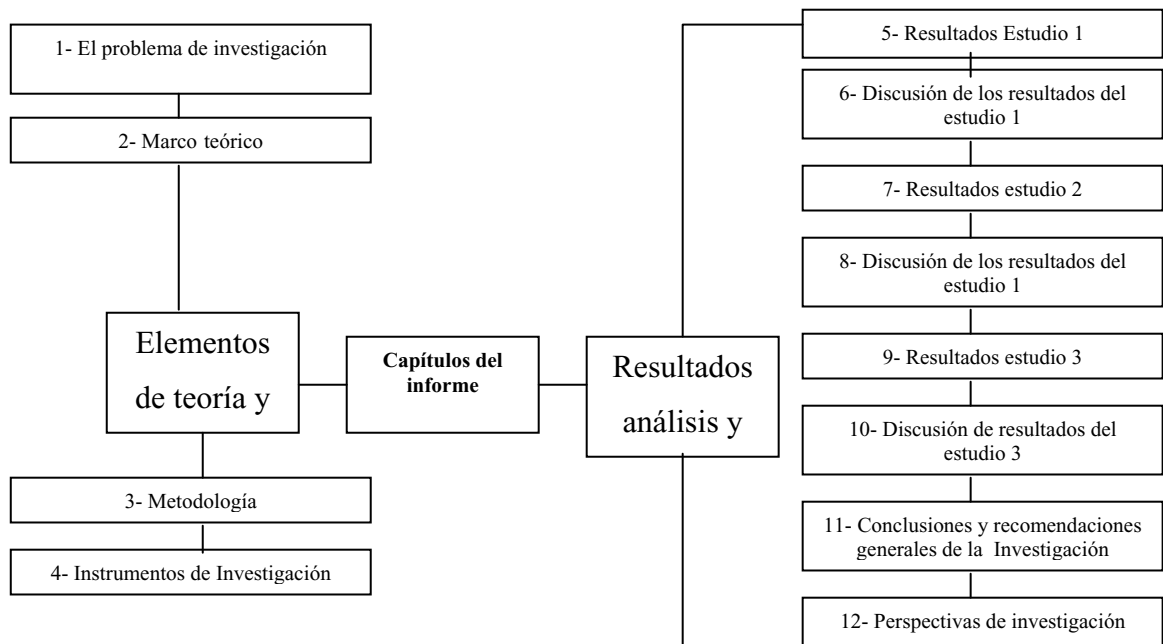 1- El problema de investigación
2- Marco teórico
Elementos
de teoría y
3- Metodología
4- Instrumentos de Investigación
Capítulos del
informe
Resultados
análisis y
5- Resultados Estudio 1
6- Discusión de los resultados del
estudio 1
7- Resultados estudio 2
8- Discusión de los resultados del
estudio 1
9- Resultados estudio 3
10- Discusión de resultados del
estudio 3
11- Conclusiones y recomendaciones
generales de la Investigación
12- Perspectivas de investigación